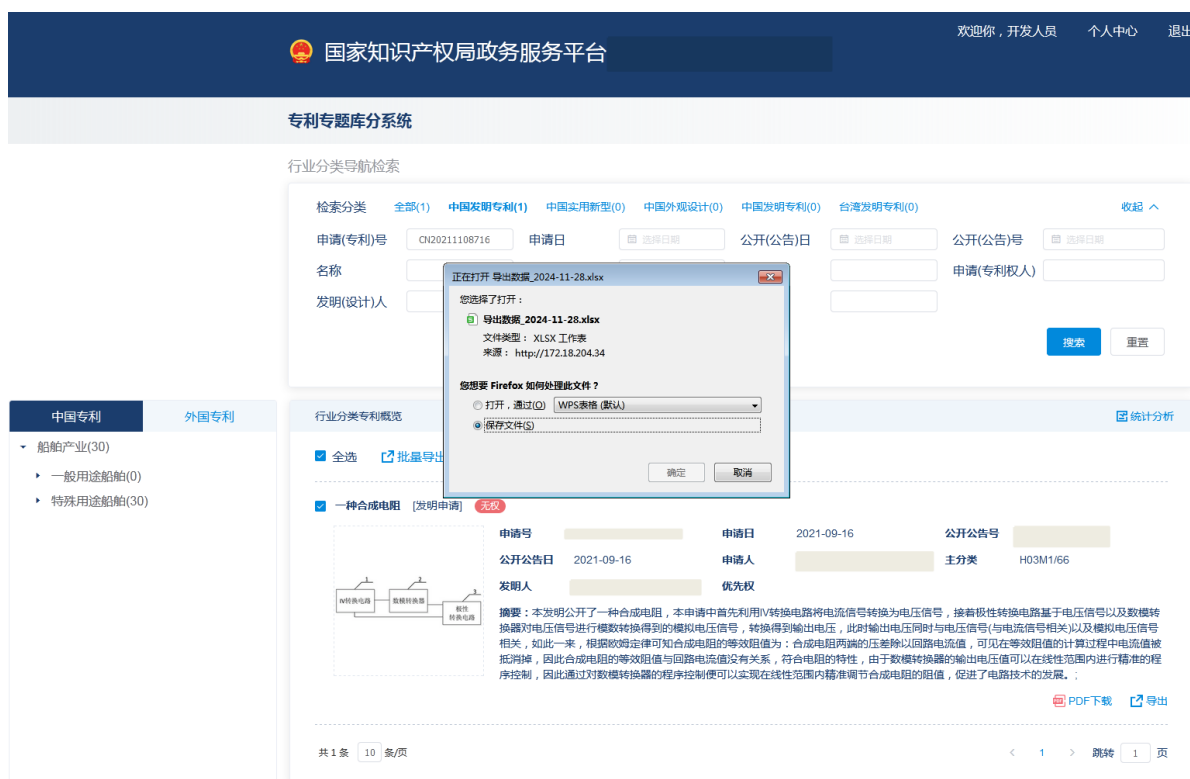 欢迎你，开发人员 个人中心 退出
国家知识产权局政务服务平台
专利专题库分系统
行业分类导航检索
检索分类 全部(1) 中国发明专利(1) 中国实用新型(0) 中国外观设计(0) 中国发明专利(0) 台湾发明专利(0) 收起
申请(专利)号 CN20211108716 申请日 选择日期 公开(公告)日 选择日期 公开(公告)号 选择日期
名称 申请(专利权人)
发明(设计)人
搜索 重置
正在打开 导出数据_2024-11-28.xlsx
您选择了打开：
导出数据_2024-11-28.xlsx
文件类型： XLSX 工作表
来源： http://172.18.204.34
您想要 Firefox 如何处理此文件？
打开，通过(O) WPS表格 (默认)
保存文件(S)
确定 取消
中国专利 外国专利
船舶产业(30)
一般用途船舶(0)
特殊用途船舶(30)
行业分类专利概览 统计分析
全选 批量导出
一种合成电阻 [发明申请] 无权
申请号 申请日 2021-09-16 公开公告号
公开公告日 2021-09-16 申请人 主分类 H03M1/66
发明人 优先权
1 2 3
IV转换电路 数模转换器 极性
转换电路
摘要：本发明公开了一种合成电阻，本申请中首先利用IV转换电路将电流信号转换为电压信号，接着极性转换电路基于电压信号以及数模转
换器对电压信号进行模数转换得到的模拟电压信号，转换得到输出电压，此时输出电压同时与电压信号(与电流信号相关)以及模拟电压信号
相关，如此一来，根据欧姆定律可知合成电阻的等效阻值为：合成电阻两端的压差除以回路电流值，可见在等效阻值的计算过程中电流值被
抵消掉，因此合成电阻的等效阻值与回路电流值没有关系，符合电阻的特性，由于数模转换器的输出电压值可以在线性范围内进行精准的程
序控制，因此通过对数模转换器的程序控制便可以实现在线性范围内精准调节合成电阻的阻值，促进了电路技术的发展。;
PDF下载 导出
共 1 条 10 条/页 1 跳转 1 页